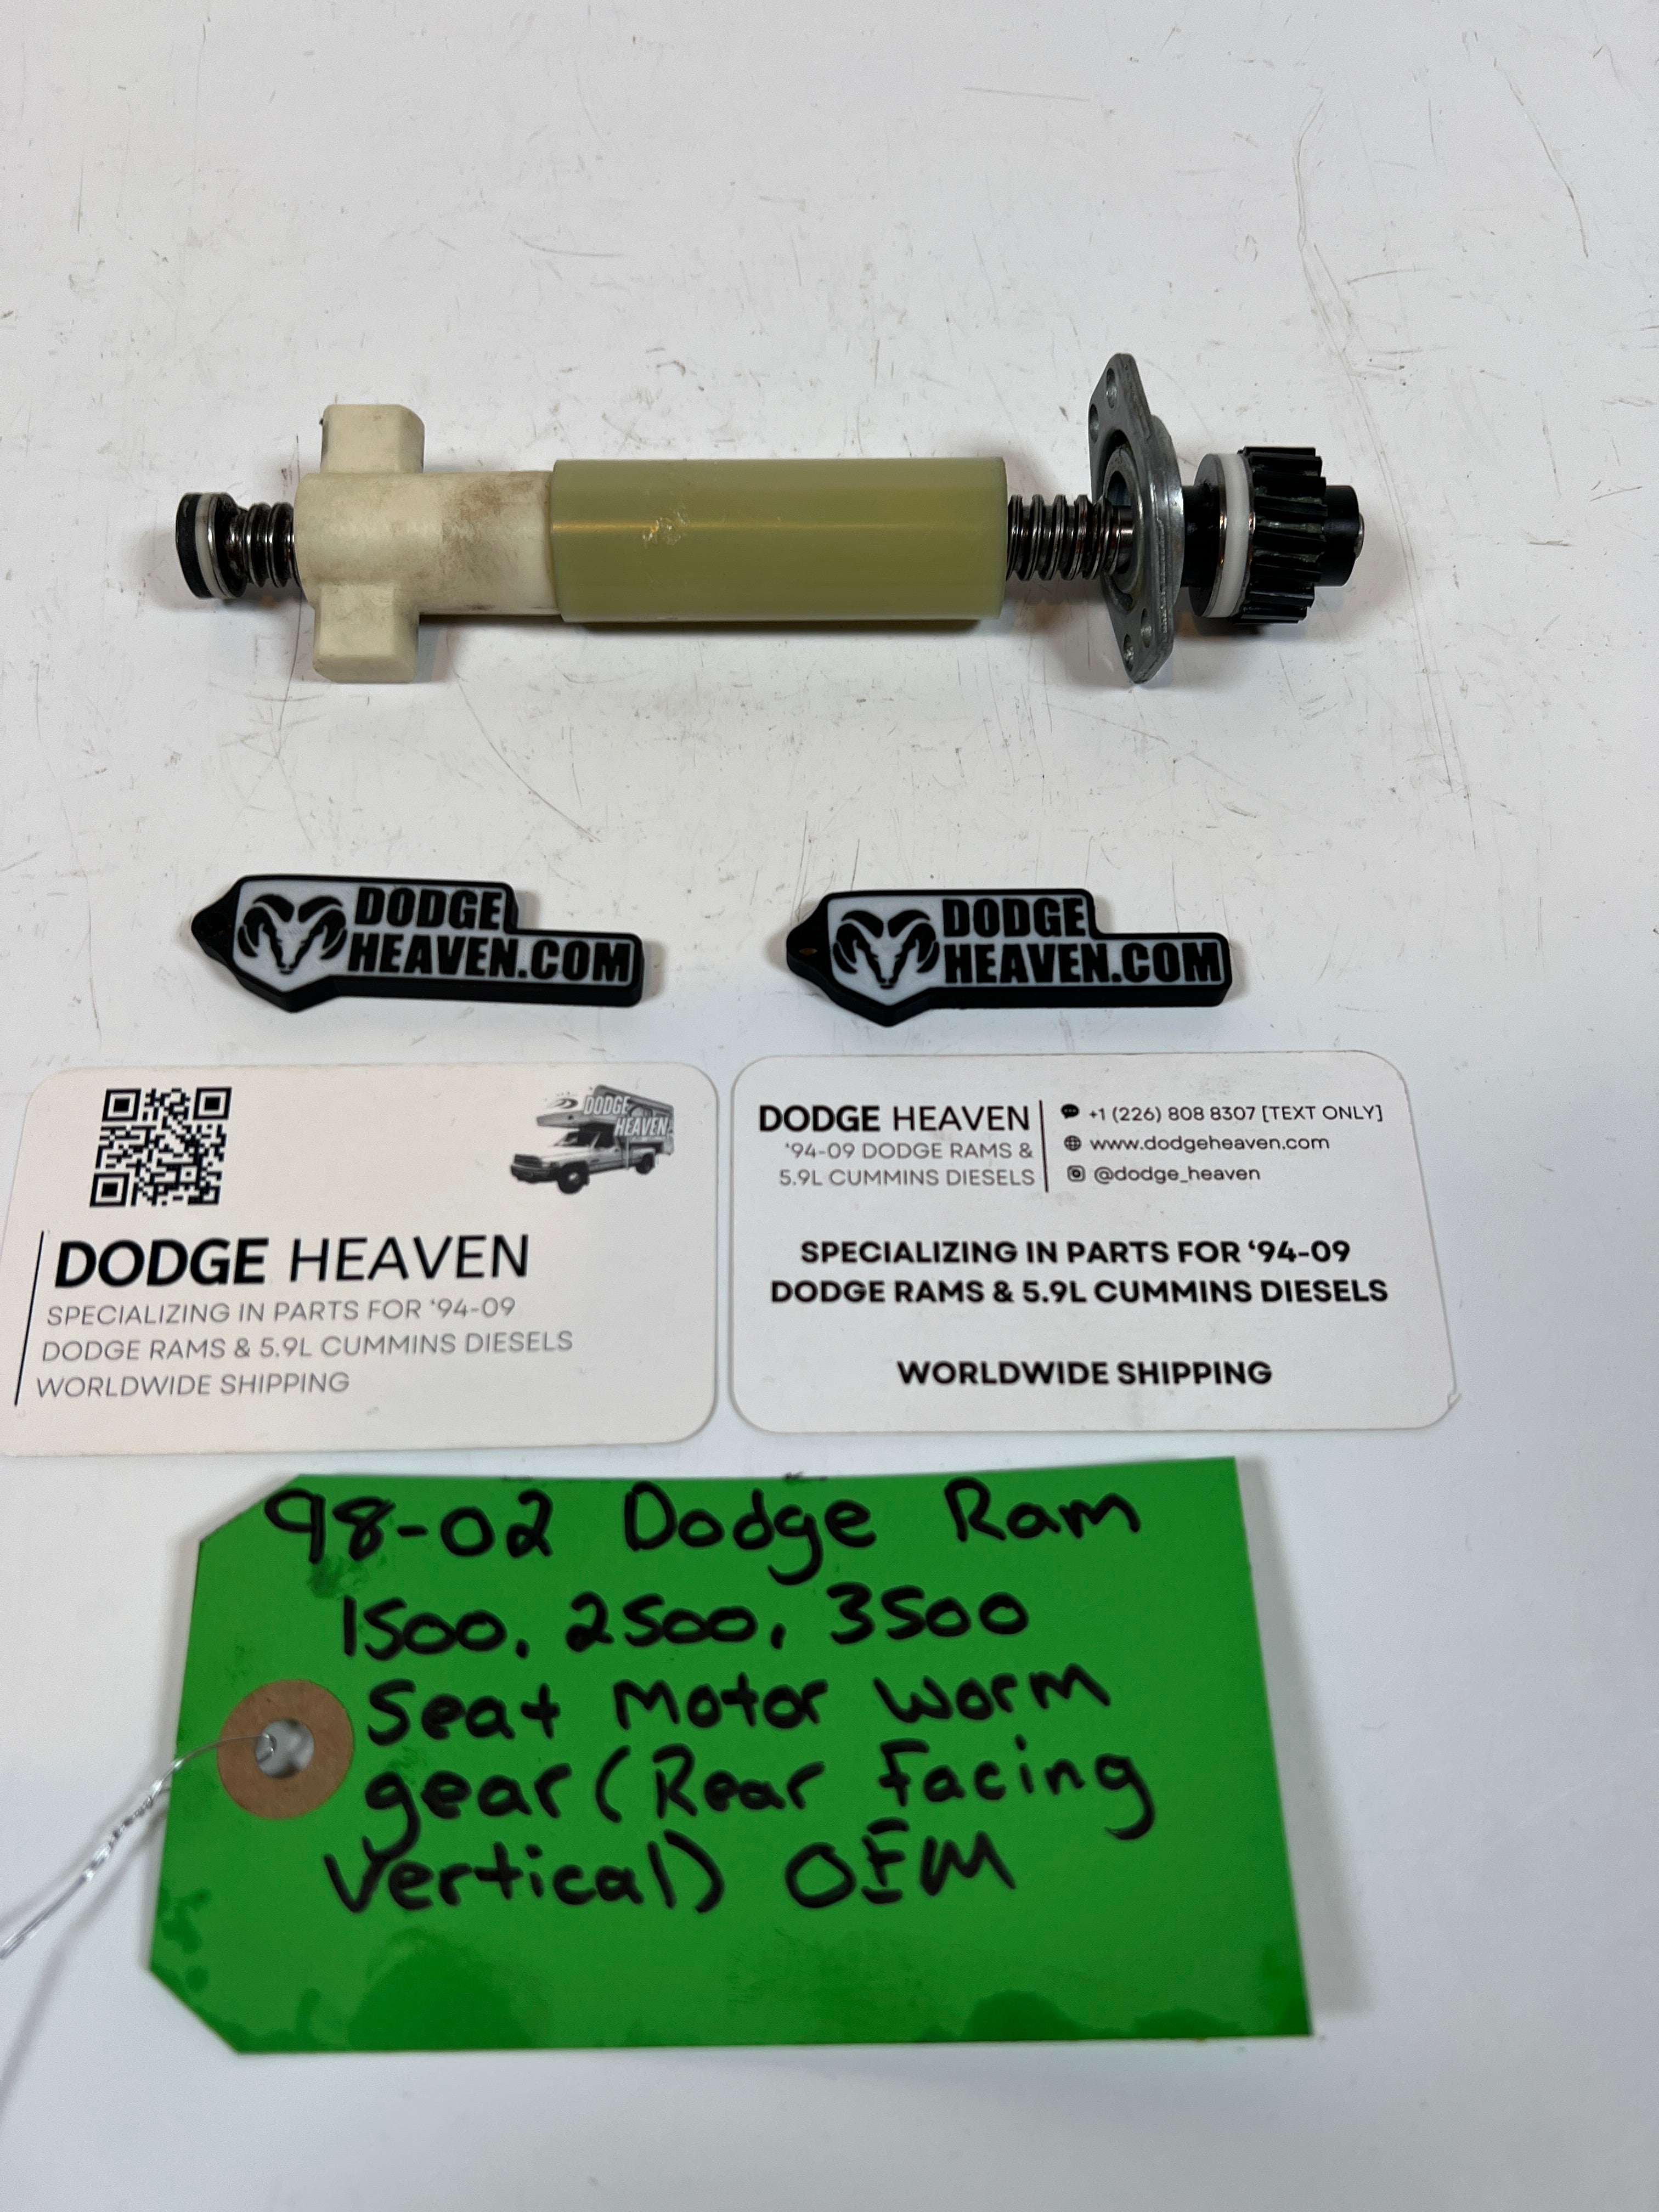 DODGE
HEAVEN.COM
DODGE
HEAVEN.COM
DODGE
HEAVEN
DODGE HEAVEN
SPECIALIZING IN PARTS FOR ‘94-09
DODGE RAMS & 5.9L CUMMINS DIESELS
WORLDWIDE SHIPPING
DODGE HEAVEN
‘94-09 DODGE RAMS &
5.9L CUMMINS DIESELS
+1 (226) 808 8307 [TEXT ONLY]
www.dodgeheaven.com
@dodge_heaven
SPECIALIZING IN PARTS FOR ‘94-09
DODGE RAMS & 5.9L CUMMINS DIESELS
WORLDWIDE SHIPPING
98-02 Dodge Ram
1500, 2500, 3500
Seat Motor Worm
gear (Rear Facing
Vertical) OEM